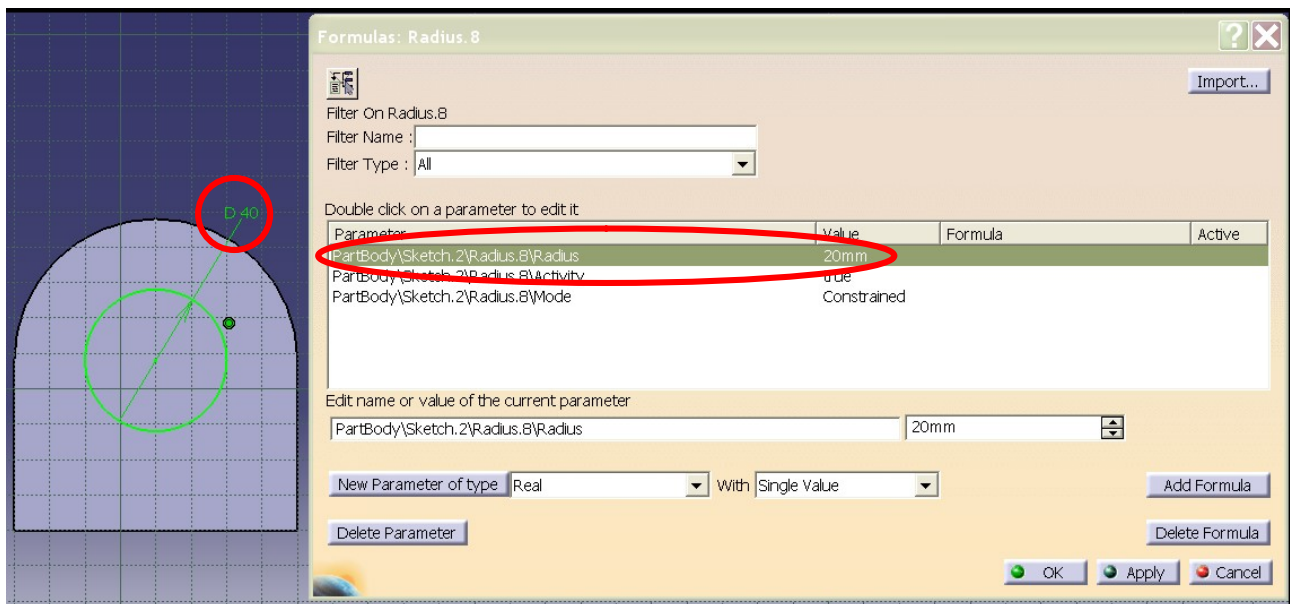 Formulas: Radius.8
Import...
Filter On Radius.8
Filter Name :
Filter Type : All
D 40
Double click on a parameter to edit it
Parameter Value Formula Active
PartBody\Sketch.2\Radius.8\Radius 20mm
PartBody\Sketch.2\Radius.8\Activity true
PartBody\Sketch.2\Radius.8\Mode Constrained
Edit name or value of the current parameter
PartBody\Sketch.2\Radius.8\Radius 20mm
New Parameter of type Real With Single Value Add Formula
Delete Parameter Delete Formula
OK Apply Cancel